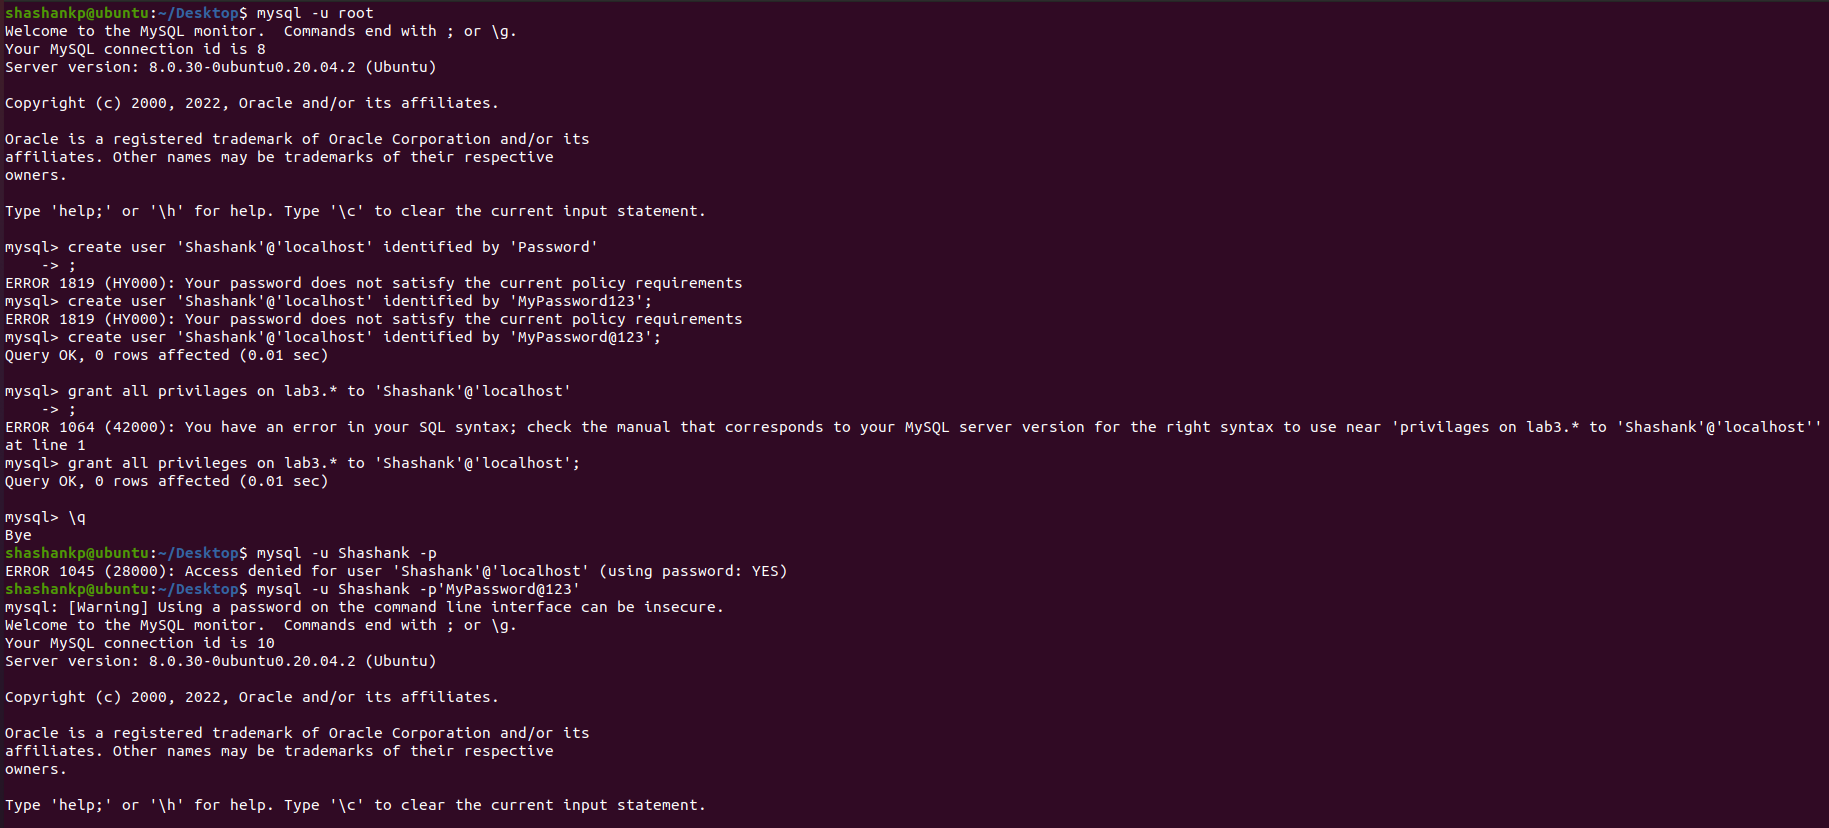 shashankp@ubuntu:~/Desktop$ mysql -u root
Welcome to the MySQL monitor.  Commands end with ; or \g.
Your MySQL connection id is 8
Server version: 8.0.30-0ubuntu0.20.04.2 (Ubuntu)

Copyright (c) 2000, 2022, Oracle and/or its affiliates.

Oracle is a registered trademark of Oracle Corporation and/or its
affiliates. Other names may be trademarks of their respective
owners.

Type 'help;' or '\h' for help. Type '\c' to clear the current input statement.

mysql> create user 'Shashank'@'localhost' identified by 'Password'
    -> ;
ERROR 1819 (HY000): Your password does not satisfy the current policy requirements
mysql> create user 'Shashank'@'localhost' identified by 'MyPassword123';
ERROR 1819 (HY000): Your password does not satisfy the current policy requirements
mysql> create user 'Shashank'@'localhost' identified by 'MyPassword@123';
Query OK, 0 rows affected (0.01 sec)

mysql> grant all privilages on lab3.* to 'Shashank'@'localhost'
    -> ;
ERROR 1064 (42000): You have an error in your SQL syntax; check the manual that corresponds to your MySQL server version for the right syntax to use near 'privilages on lab3.* to 'Shashank'@'localhost''
at line 1
mysql> grant all privileges on lab3.* to 'Shashank'@'localhost';
Query OK, 0 rows affected (0.01 sec)

mysql> \q
Bye
shashankp@ubuntu:~/Desktop$ mysql -u Shashank -p
ERROR 1045 (28000): Access denied for user 'Shashank'@'localhost' (using password: YES)
shashankp@ubuntu:~/Desktop$ mysql -u Shashank -p'MyPassword@123'
mysql: [Warning] Using a password on the command line interface can be insecure.
Welcome to the MySQL monitor.  Commands end with ; or \g.
Your MySQL connection id is 10
Server version: 8.0.30-0ubuntu0.20.04.2 (Ubuntu)

Copyright (c) 2000, 2022, Oracle and/or its affiliates.

Oracle is a registered trademark of Oracle Corporation and/or its
affiliates. Other names may be trademarks of their respective
owners.

Type 'help;' or '\h' for help. Type '\c' to clear the current input statement.